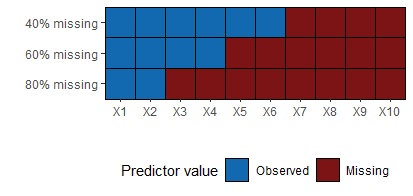 40% missing
60% missing
80% missing
X1 X2 X3 X4 X5 X6 X7 X8 X9 X10
Predictor value Observed Missing